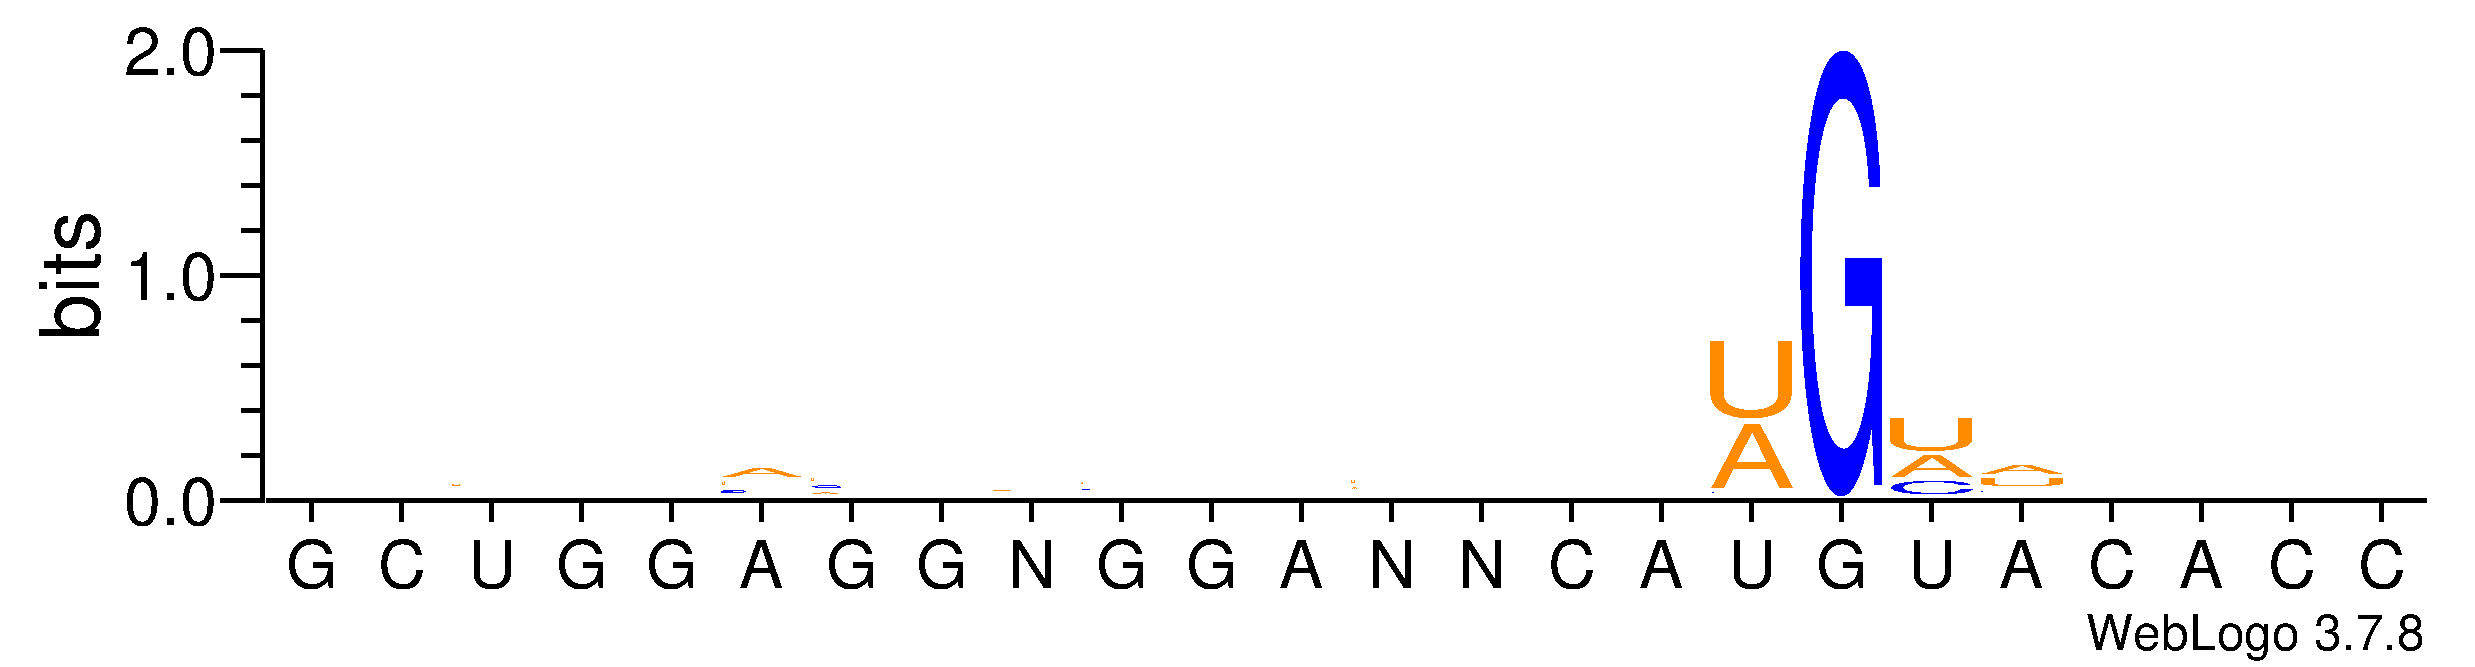 bits
2.0
1.0
0.0
U
A
G
U
A
C
A
U
A
G C U G G A G G N G G A N N C A U G U A C A C C
WebLogo 3.7.8